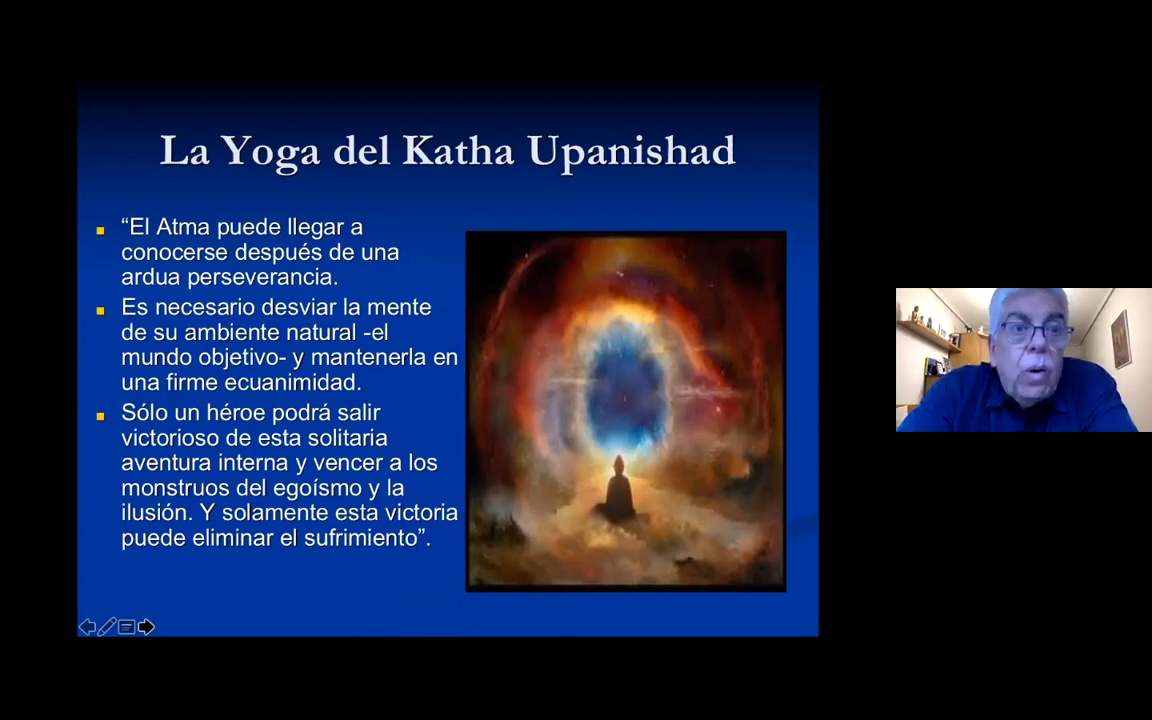 La Yoga del Katha Upanishad
“El Atma puede llegar a
conocerse después de una
ardua perseverancia.
Es necesario desviar la mente
de su ambiente natural -el
mundo objetivo- y mantenerla en
una firme ecuanimidad.
Sólo un héroe podrá salir
victorioso de esta solitaria
aventura interna y vencer a los
monstruos del egoísmo y la
ilusión. Y solamente esta victoria
puede eliminar el sufrimiento”.